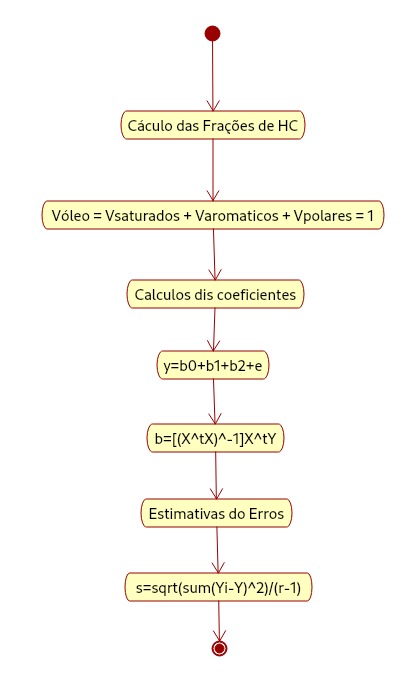 Cáculo das Frações de HC
Vóleo = Vsaturados + Varomaticos + Vpolares = 1
Calculos dis coeficientes
y=b0+b1+b2+e
b=[(X^tX)^-1]X^tY
Estimativas do Erros
s=sqrt(sum(Yi-Y)^2)/(r-1)